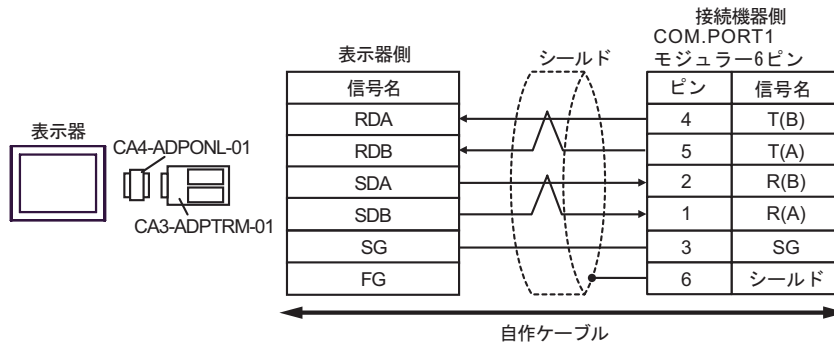 接続機器側
COM.PORT1
モジュラー6ピン
表示器側
シールド
信号名
ピン 信号名
RDA 4 T(B)
RDB 5 T(A)
SDA 2 R(B)
SDB 1 R(A)
SG 3 SG
FG 6 シールド
表示器
CA4-ADPONL-01
CA3-ADPTRM-01
自作ケーブル